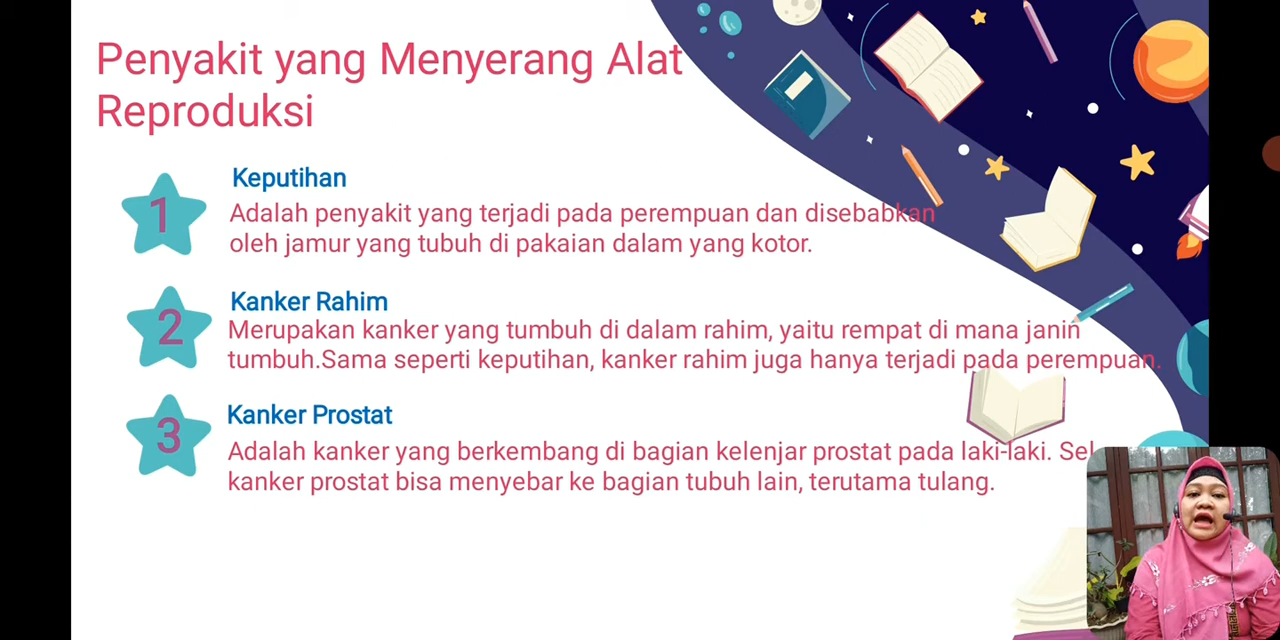 Penyakit yang Menyerang Alat
Reproduksi
1
Keputihan
Adalah penyakit yang terjadi pada perempuan dan disebabkan
oleh jamur yang tubuh di pakaian dalam yang kotor.
2
Kanker Rahim
Merupakan kanker yang tumbuh di dalam rahim, yaitu rempat di mana janin
tumbuh.Sama seperti keputihan, kanker rahim juga hanya terjadi pada perempuan.
3
Kanker Prostat
Adalah kanker yang berkembang di bagian kelenjar prostat pada laki-laki. Sel
kanker prostat bisa menyebar ke bagian tubuh lain, terutama tulang.